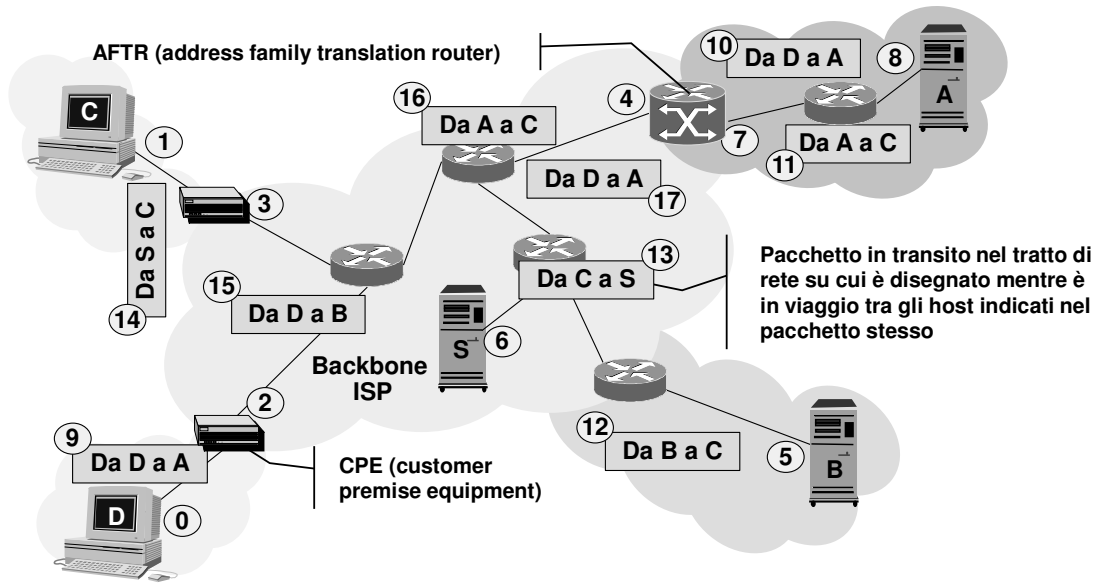 AFTR (address family translation router)
10
Da D a A
8
A
16
4
Da A a C
7
Da A a C
11
C
1
3
Da S a C
14
Da D a A
17
13
Da C a S
Pacchetto in transito nel tratto di
rete su cui è disegnato mentre è
in viaggio tra gli host indicati nel
pacchetto stesso
15
Da D a B
S
6
Backbone
ISP
2
12
Da B a C
5
B
9
Da D a A
CPE (customer
premise equipment)
D
0